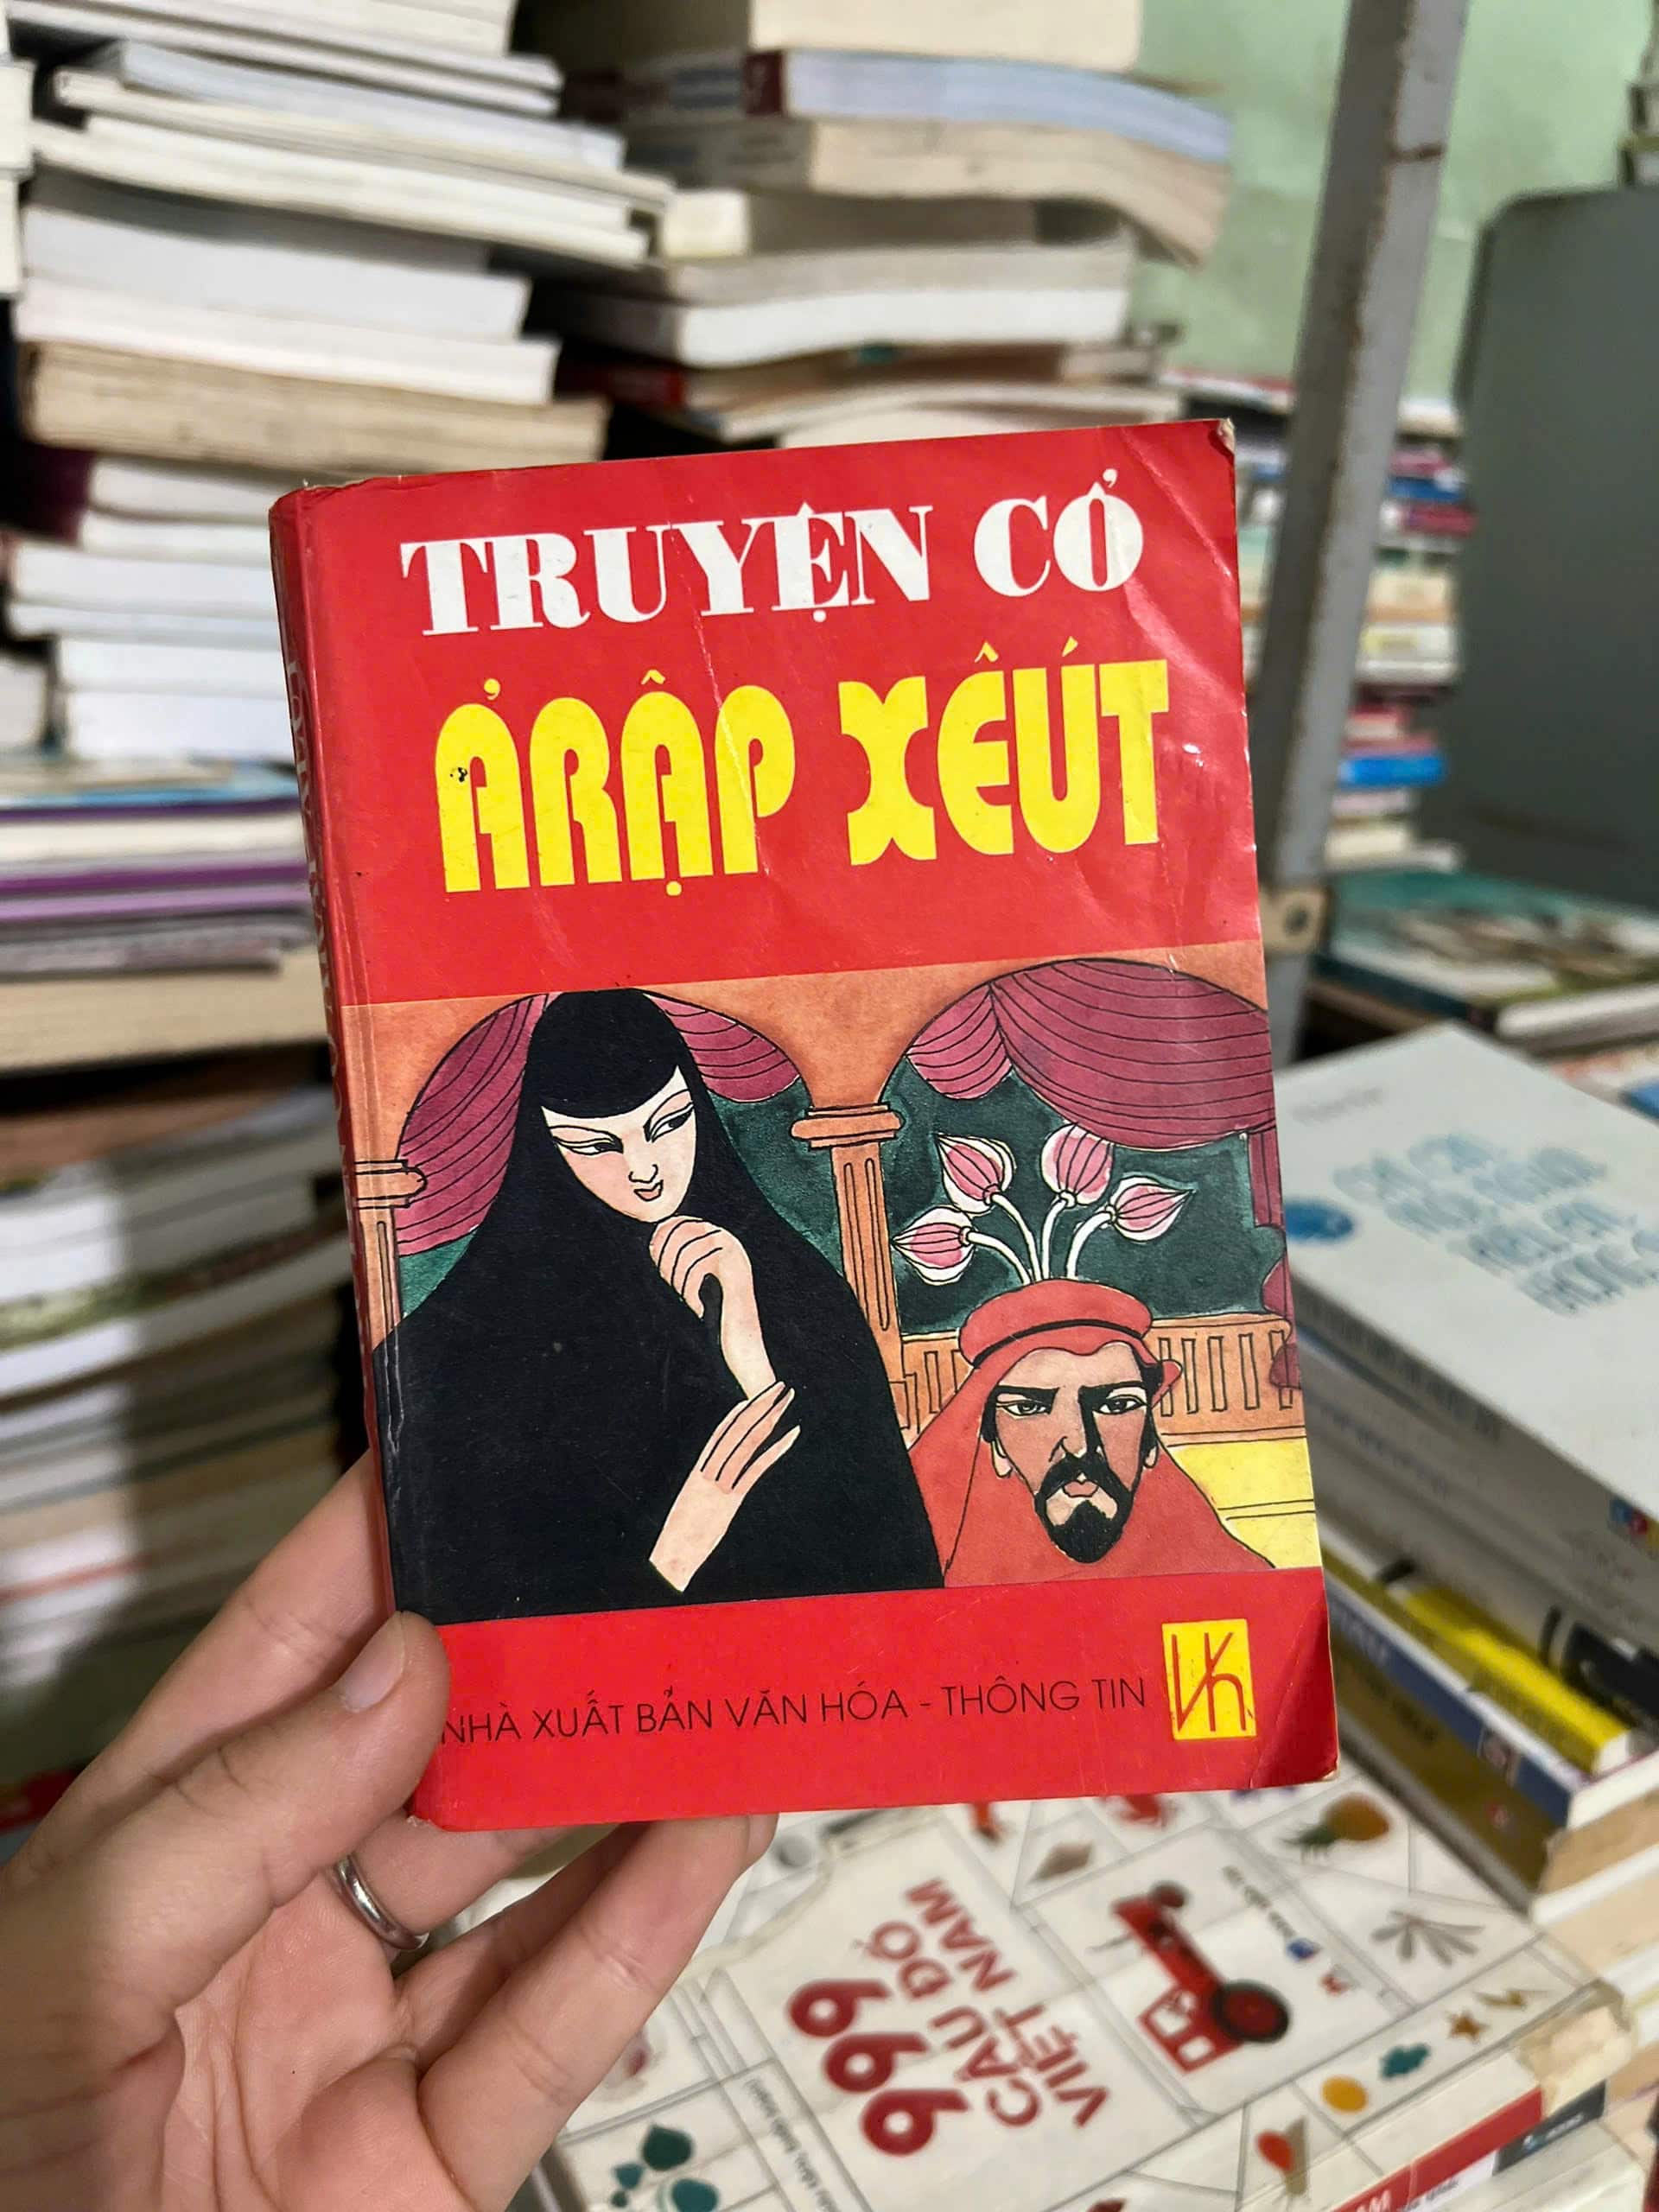 TRUYỆN CỔ
ẢRẬP XÊÚT
NHÀ XUẤT BẢN VĂN HÓA - THÔNG TIN
VH
999
CÂU ĐỐ
VIỆT NAM